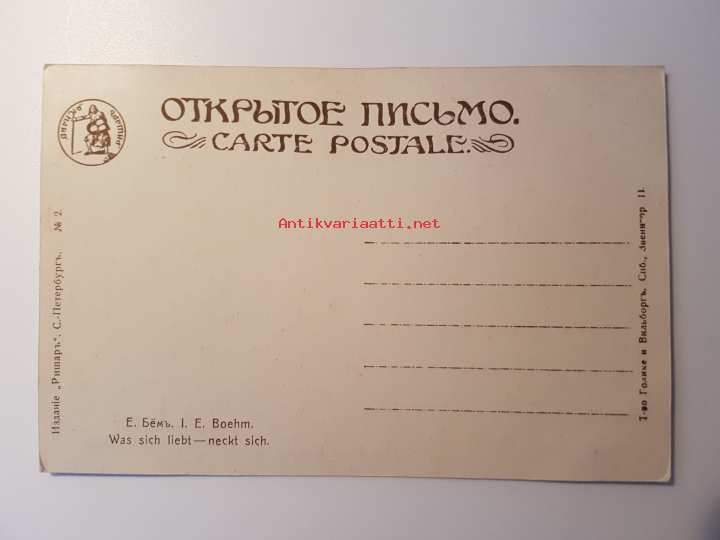 ОТКРЫТОЕ ПИСЬМО.
CARTE POSTALE.
Antikvariaatti.net
Изданіе „Ришаръ". С.-Петербургъ. № 2.
Е. Бёмъ. I. E. Boehm.
Was sich liebt—neckt sich.
Т-во Голике и Вильборгъ. Спб., 11.